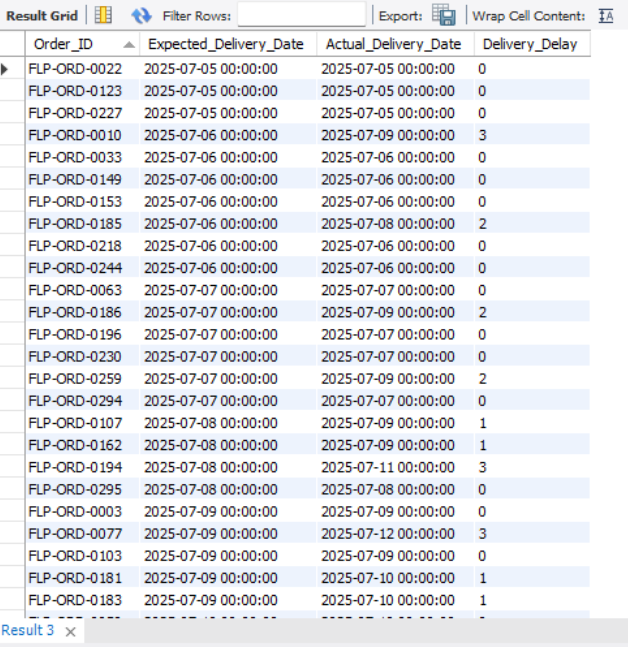 Result Grid Filter Rows: Export: Wrap Cell Content:
Order_ID Expected_Delivery_Date Actual_Delivery_Date Delivery_Delay
FLP-ORD-0022 2025-07-05 00:00:00 2025-07-05 00:00:00 0
FLP-ORD-0123 2025-07-05 00:00:00 2025-07-05 00:00:00 0
FLP-ORD-0227 2025-07-05 00:00:00 2025-07-05 00:00:00 0
FLP-ORD-0010 2025-07-06 00:00:00 2025-07-09 00:00:00 3
FLP-ORD-0033 2025-07-06 00:00:00 2025-07-06 00:00:00 0
FLP-ORD-0149 2025-07-06 00:00:00 2025-07-06 00:00:00 0
FLP-ORD-0153 2025-07-06 00:00:00 2025-07-06 00:00:00 0
FLP-ORD-0185 2025-07-06 00:00:00 2025-07-08 00:00:00 2
FLP-ORD-0218 2025-07-06 00:00:00 2025-07-06 00:00:00 0
FLP-ORD-0244 2025-07-06 00:00:00 2025-07-06 00:00:00 0
FLP-ORD-0063 2025-07-07 00:00:00 2025-07-07 00:00:00 0
FLP-ORD-0186 2025-07-07 00:00:00 2025-07-09 00:00:00 2
FLP-ORD-0196 2025-07-07 00:00:00 2025-07-07 00:00:00 0
FLP-ORD-0230 2025-07-07 00:00:00 2025-07-07 00:00:00 0
FLP-ORD-0259 2025-07-07 00:00:00 2025-07-09 00:00:00 2
FLP-ORD-0294 2025-07-07 00:00:00 2025-07-07 00:00:00 0
FLP-ORD-0107 2025-07-08 00:00:00 2025-07-09 00:00:00 1
FLP-ORD-0162 2025-07-08 00:00:00 2025-07-09 00:00:00 1
FLP-ORD-0194 2025-07-08 00:00:00 2025-07-11 00:00:00 3
FLP-ORD-0295 2025-07-08 00:00:00 2025-07-08 00:00:00 0
FLP-ORD-0003 2025-07-09 00:00:00 2025-07-09 00:00:00 0
FLP-ORD-0077 2025-07-09 00:00:00 2025-07-12 00:00:00 3
FLP-ORD-0103 2025-07-09 00:00:00 2025-07-09 00:00:00 0
FLP-ORD-0181 2025-07-09 00:00:00 2025-07-10 00:00:00 1
FLP-ORD-0183 2025-07-09 00:00:00 2025-07-10 00:00:00 1
Result 3